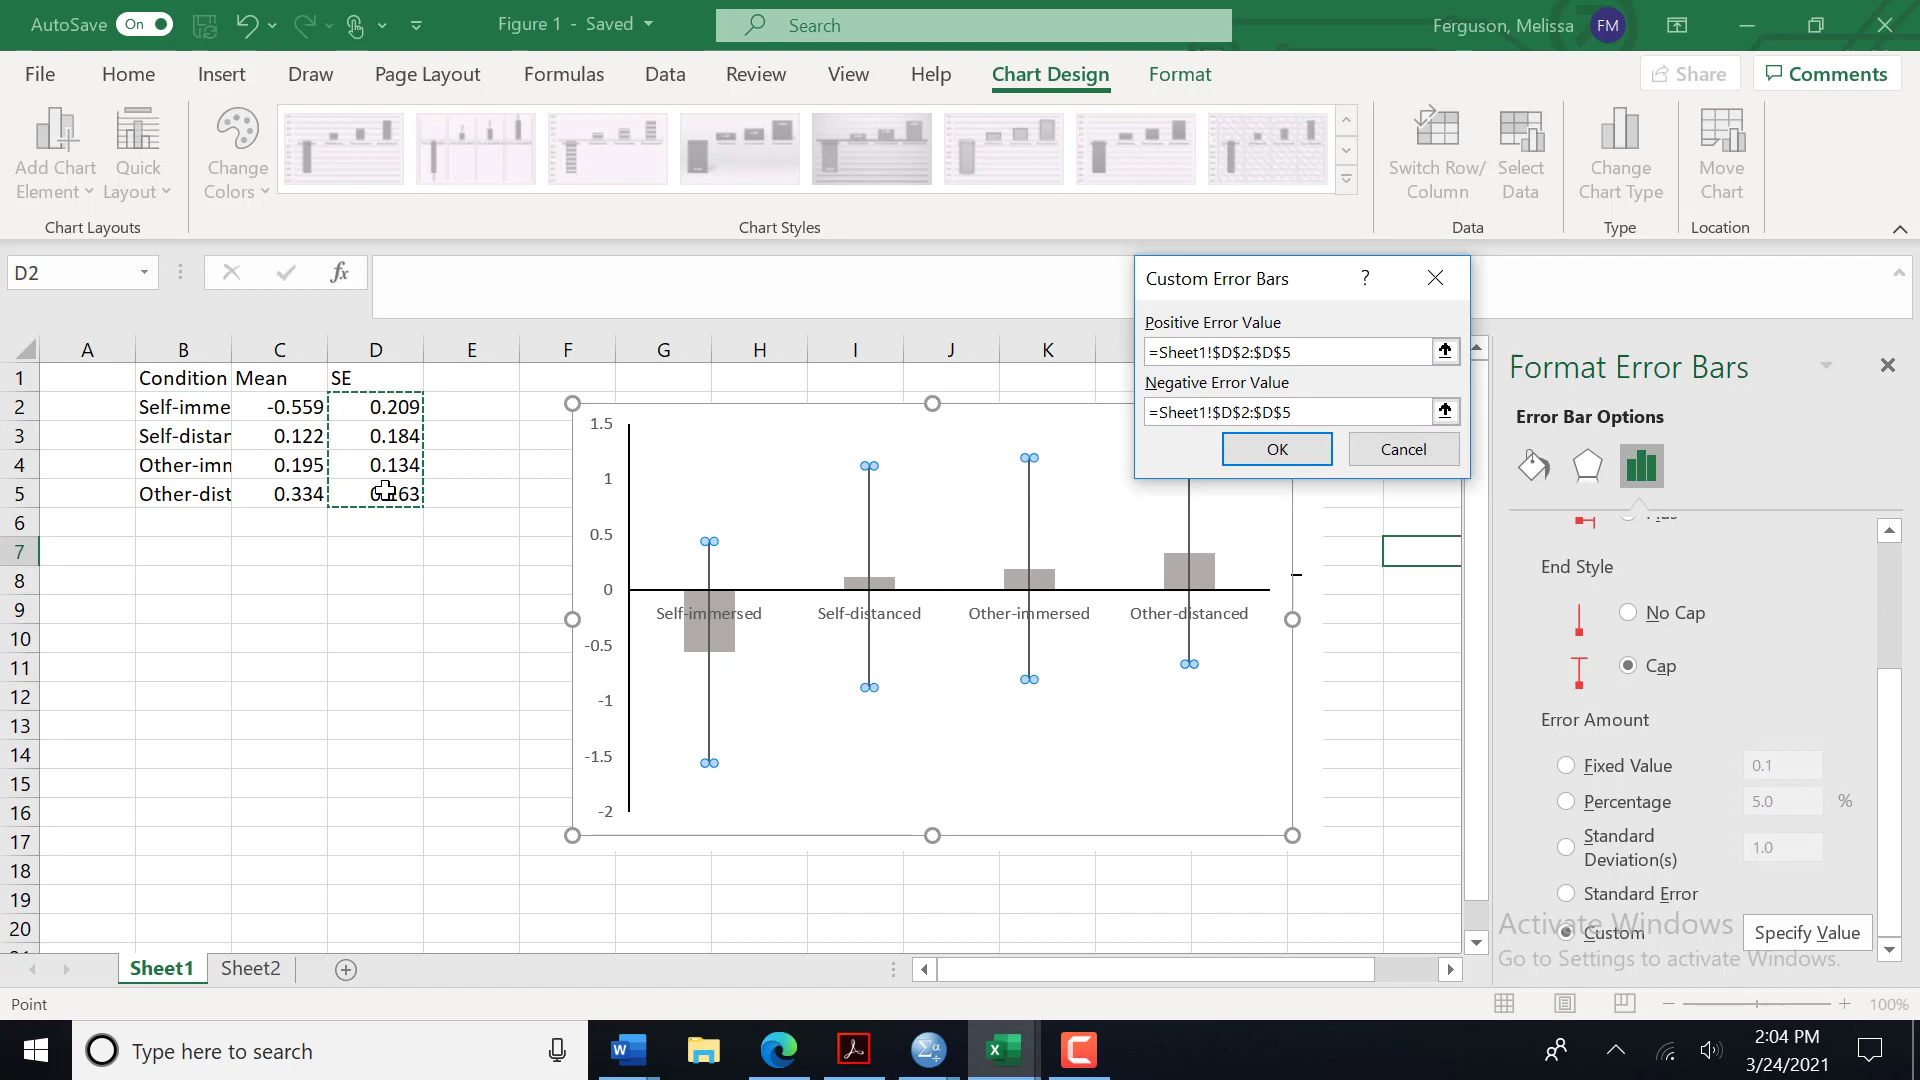 AutoSave On
Figure 1 - Saved
Search
Ferguson, Melissa FM
File Home Insert Draw Page Layout Formulas Data Review View Help Chart Design Format
Share Comments
Add Chart Element
Quick Layout
Chart Layouts
Change Colors
Chart Styles
Switch Row/ Column
Select Data
Data
Change Chart Type
Type
Move Chart
Location
D2
fx
A B C D E F G H I J K
1 Condition Mean SE
2 Self-imme -0.559 0.209
3 Self-distar 0.122 0.184
4 Other-imn 0.195 0.134
5 Other-dist 0.334
6
7
8
9
10
11
12
13
14
15
16
17
18
19
20
1.5
1
0.5
0
-0.5
-1
-1.5
-2
Self-immersed Self-distanced Other-immersed Other-distanced
Custom Error Bars ?
Positive Error Value
=Sheet1!$D$2:$D$5
Negative Error Value
=Sheet1!$D$2:$D$5
OK Cancel
Format Error Bars
Error Bar Options
End Style
No Cap
Cap
Error Amount
Fixed Value 0.1
Percentage 5.0 %
Standard Deviation(s) 1.0
Standard Error
Custom Specify Value
Activate Windows
Go to Settings to activate Windows.
Sheet1 Sheet2
Point
100%
Type here to search
2:04 PM
3/24/2021